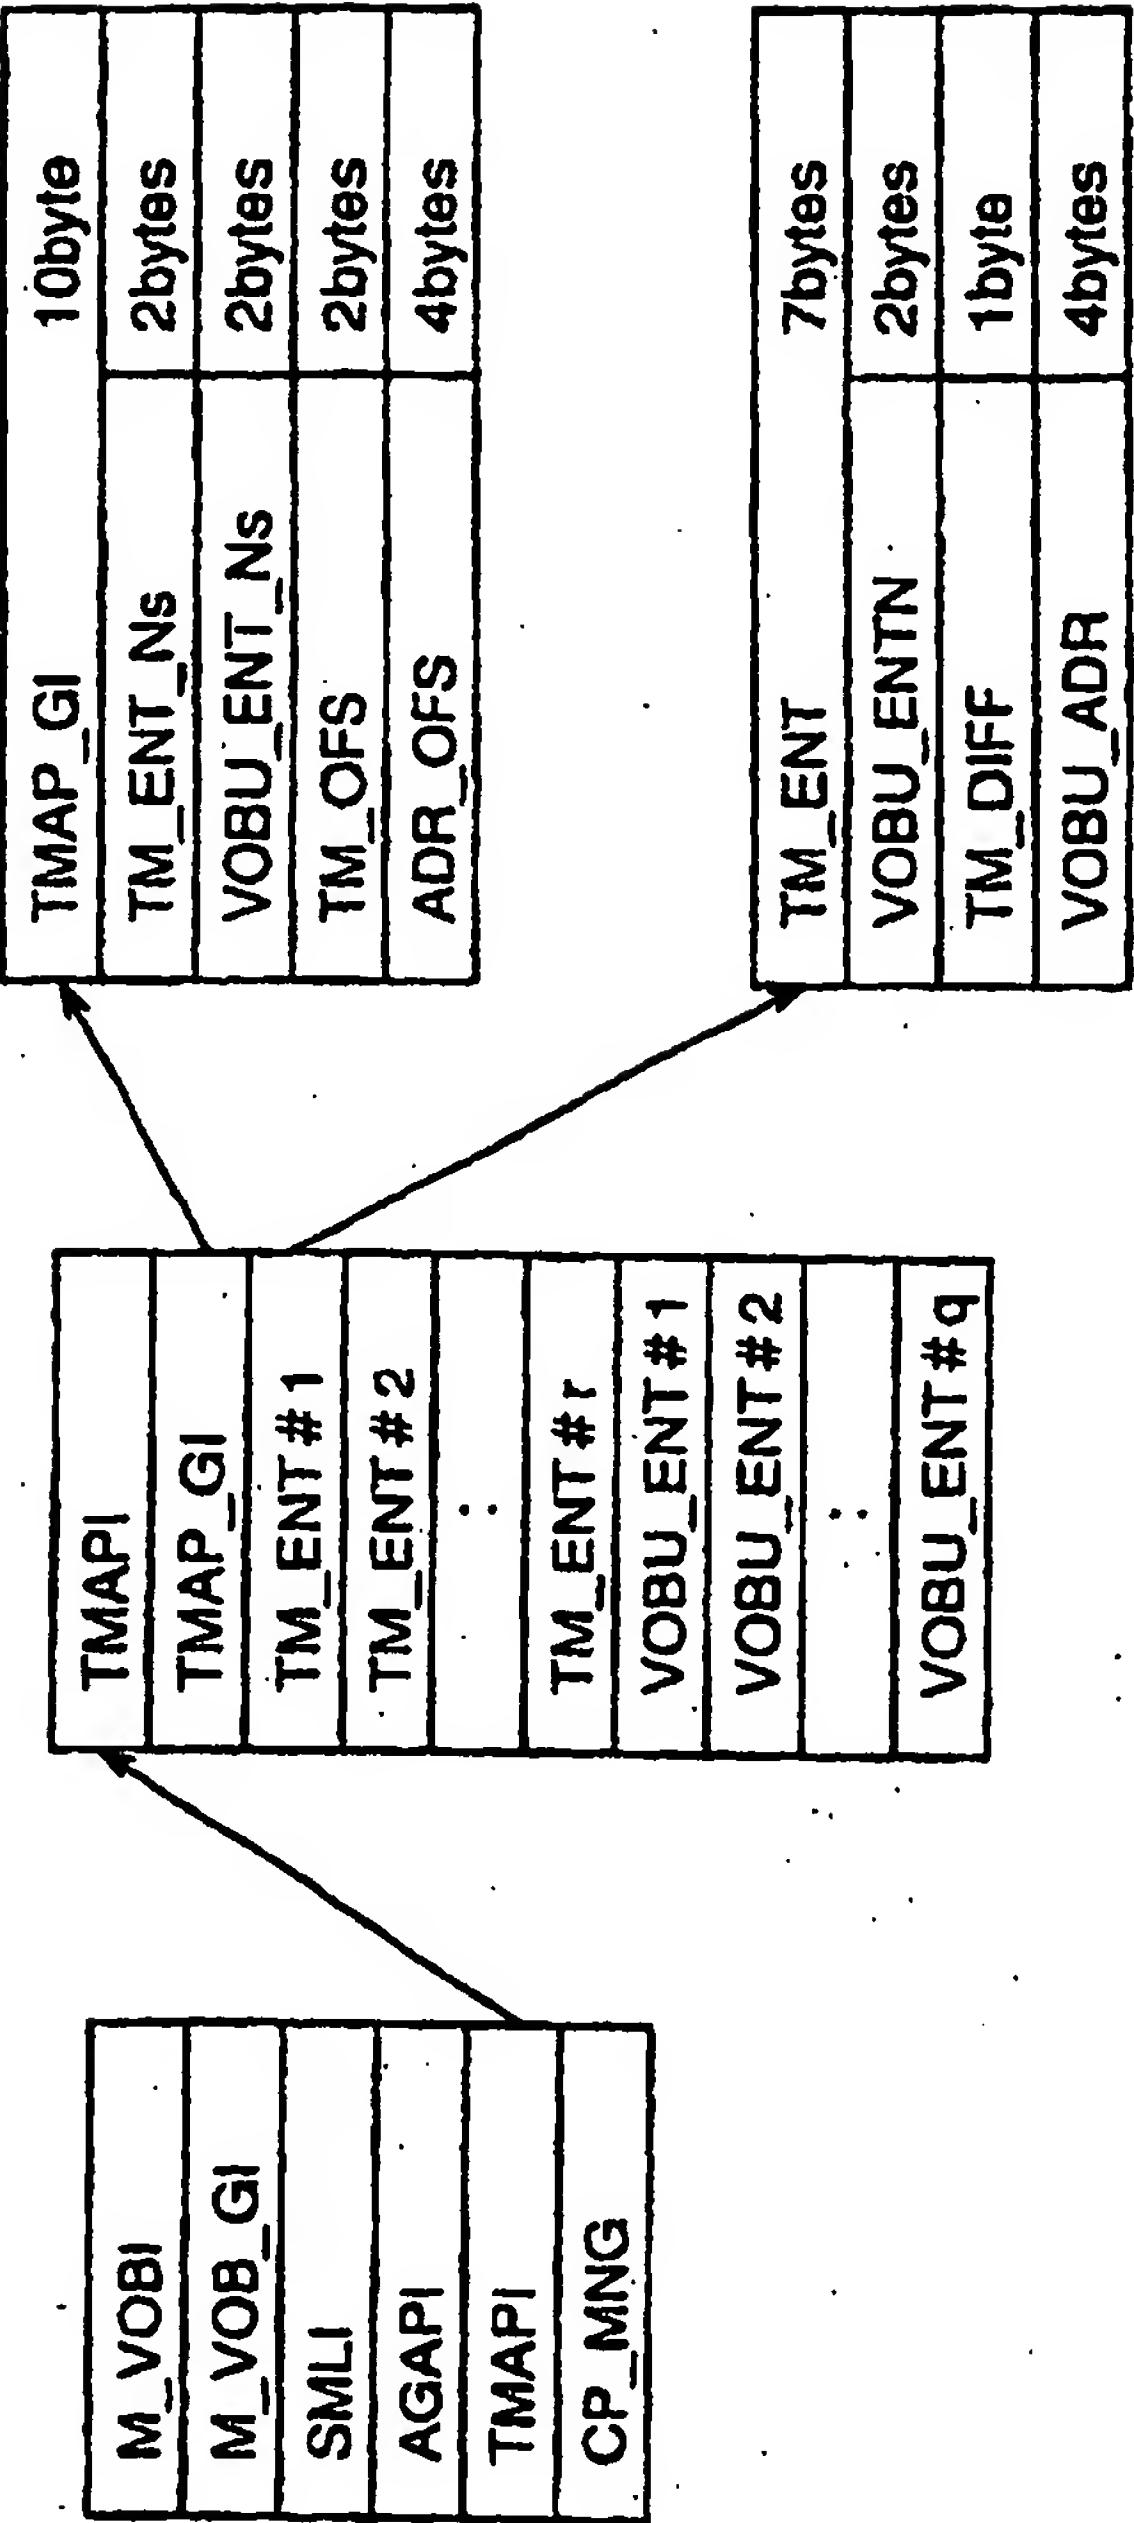 M_VOBI
M_VOB_GI
SMLI
AGAPI
TMAPI
CP_MNG
TMAPI
TMAP_GI
TM_ENT#1
TM_ENT#2
..
TM_ENT#r
VOBU_ENT#1
VOBU_ENT#2
..
VOBU_ENT#q
TMAP_GI 10byte
TM_ENT_Ns 2bytes
VOBU_ENT_Ns 2bytes
TM_OFS 2bytes
ADR_OFS 4bytes
TM_ENT 7bytes
VOBU_ENTN 2bytes
TM_DIFF 1byte
VOBU_ADR 4bytes